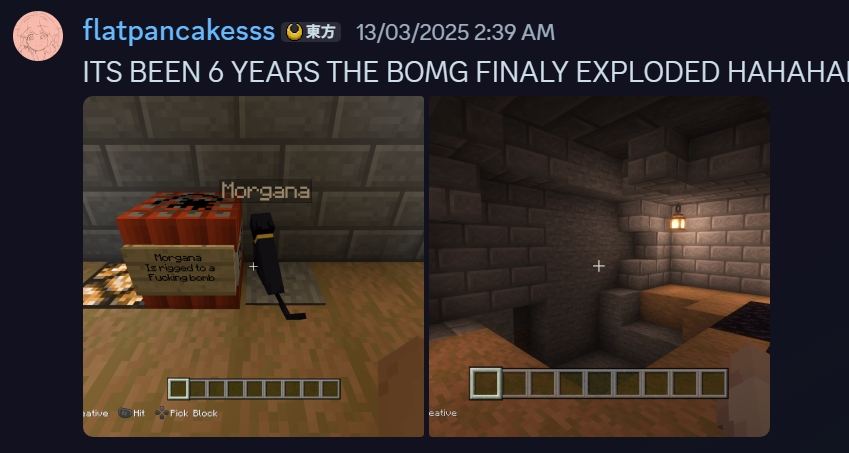 flatpancakesss 東方 13/03/2025 2:39 AM
ITS BEEN 6 YEARS THE BOMG FINALY EXPLODED HAHAHA
Morgana
Morgana
Is rigged to a
Fucking bomb
eative Hit Pick Block
eative